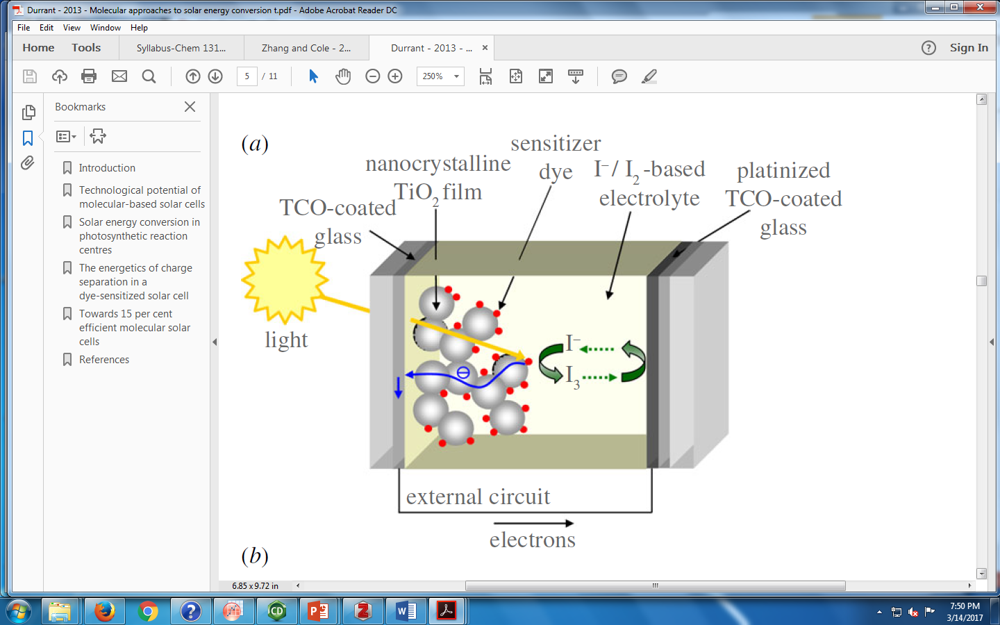 Durrant - 2013 - Molecular approaches to solar energy conversion t.pdf - Adobe Acrobat Reader DC
File Edit View Window Help
Home Tools Syllabus-Chem 131... Zhang and Cole - 2... Durrant - 2013 - ... × ? Sign In
5 / 11 250%
Bookmarks
Introduction
Technological potential of
molecular-based solar cells
Solar energy conversion in
photosynthetic reaction
centres
The energetics of charge
separation in a
dye-sensitized solar cell
Towards 15 per cent
efficient molecular solar
cells
References
(a)
sensitizer
dye
nanocrystalline
TiO₂ film
I⁻/ I₂ -based
electrolyte
platinized
TCO-coated
glass
TCO-coated
glass
light
I⁻
I₃
external circuit
electrons
(b)
6.85 x 9.72 in
7:50 PM
3/14/2017